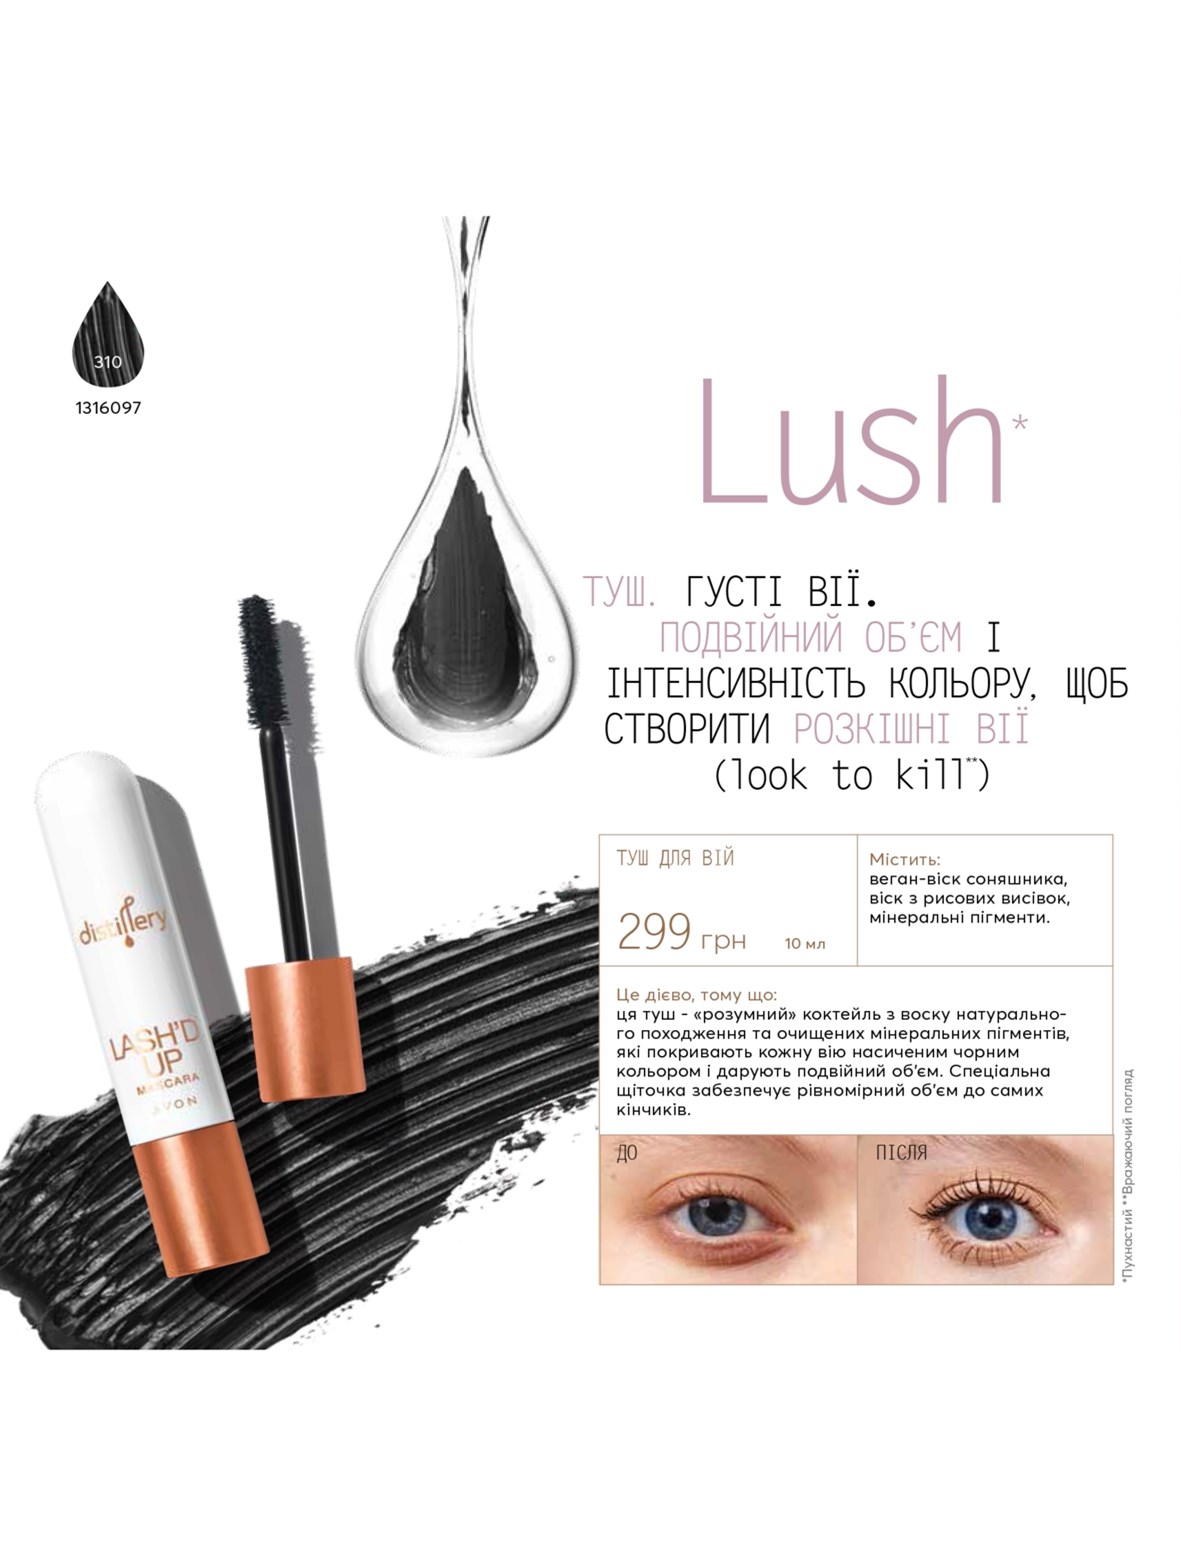 310
1316097
Lush*
ТУШ. ГУСТІ ВІЇ.
ПОДВІЙНИЙ ОБ’ЄМ І
ІНТЕНСИВНІСТЬ КОЛЬОРУ, ЩОБ
СТВОРИТИ РОЗКІШНІ ВІЇ
(look to kill**)
distillery
LASH'D
UP
MASCARA
AVON
ТУШ ДЛЯ ВІЙ
299 грн 10 мл
Містить:
веган-віск соняшника,
віск з рисових висівок,
мінеральні пігменти.
Це дієво, тому що:
ця туш - «розумний» коктейль з воску натурально-
го походження та очищених мінеральних пігментів,
які покривають кожну вію насиченим чорним
кольором і дарують подвійний об'єм. Спеціальна
щіточка забезпечує рівномірний об'єм до самих
кінчиків.
ДО
ПІСЛЯ
*Пухнастий **Вражаючий погляд